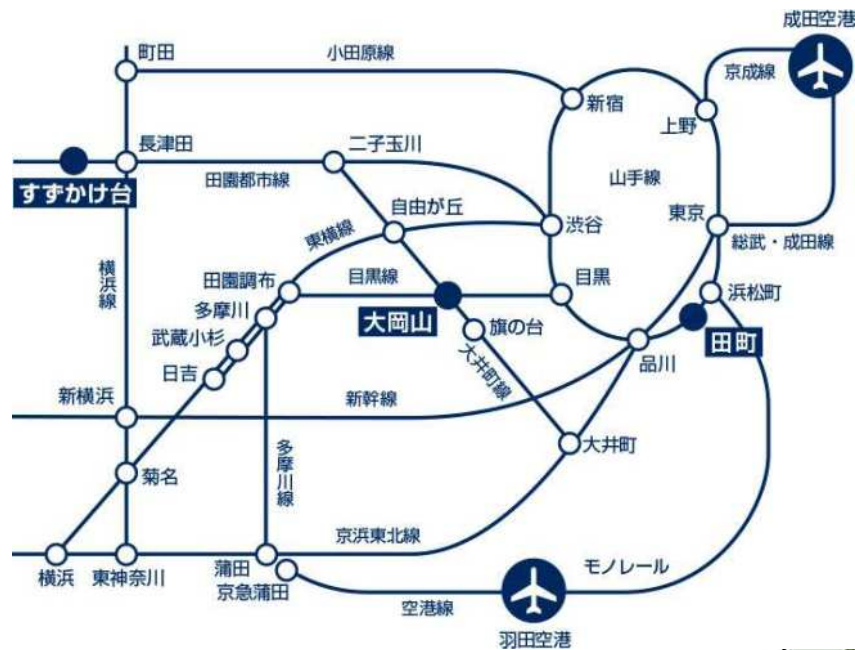 成田空港
町田
小田原線
京成線
新宿
上野
長津田
二子玉川
すずかけ台
田園都市線
山手線
自由が丘
東横線
渋谷
東京
総武・成田線
横浜線
田園調布
目黒線
目黒
浜松町
多摩川
大岡山
武蔵小杉
旗の台
田町
日吉
大井町線
品川
新横浜
新幹線
多摩川線
大井町
菊名
京浜東北線
横浜
東神奈川
蒲田
京急蒲田
モノレール
空港線
羽田空港